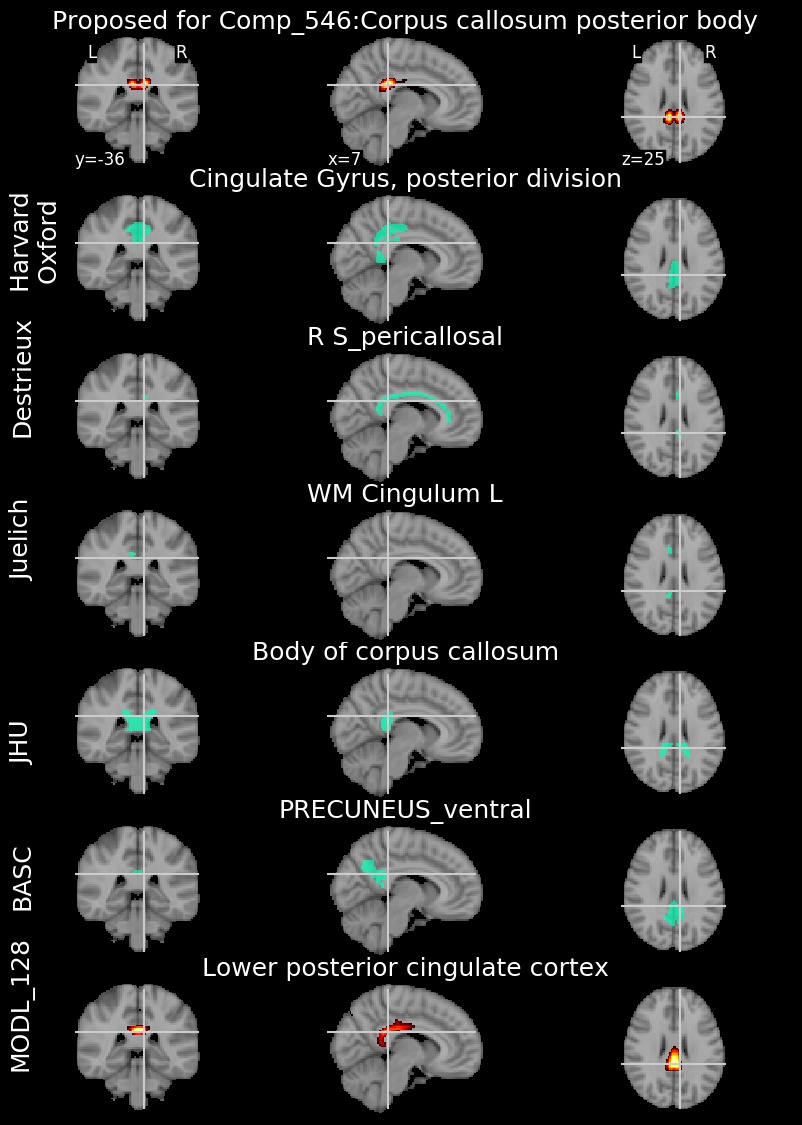 Proposed for Comp_546:Corpus callosum posterior body
L R L R
y=-36 x=7 z=25
Cingulate Gyrus, posterior division
Harvard
Oxford
R S_pericallosal
Destrieux
WM Cingulum L
Juelich
Body of corpus callosum
JHU
PRECUNEUS_ventral
BASC
Lower posterior cingulate cortex
MODL_128